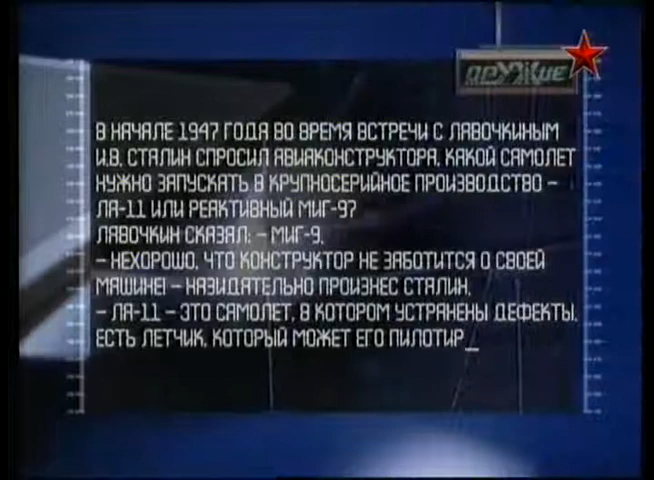 ОРУЖИЕ
В НАЧАЛЕ 1947 ГОДА ВО ВРЕМЯ ВСТРЕЧИ С ЛАВОЧКИНЫМ
И.В. СТАЛИН СПРОСИЛ АВИАКОНСТРУКТОРА, КАКОЙ САМОЛЕТ
НУЖНО ЗАПУСКАТЬ В КРУПНОСЕРИЙНОЕ ПРОИЗВОДСТВО –
ЛА-11 ИЛИ РЕАКТИВНЫЙ МИГ-9?
ЛАВОЧКИН СКАЗАЛ: – МИГ-9.
– НЕХОРОШО, ЧТО КОНСТРУКТОР НЕ ЗАБОТИТСЯ О СВОЕЙ
МАШИНЕ! – НАЗИДАТЕЛЬНО ПРОИЗНЕС СТАЛИН.
– ЛА-11 – ЭТО САМОЛЕТ, В КОТОРОМ УСТРАНЕНЫ ДЕФЕКТЫ,
ЕСТЬ ЛЕТЧИК, КОТОРЫЙ МОЖЕТ ЕГО ПИЛОТИР_